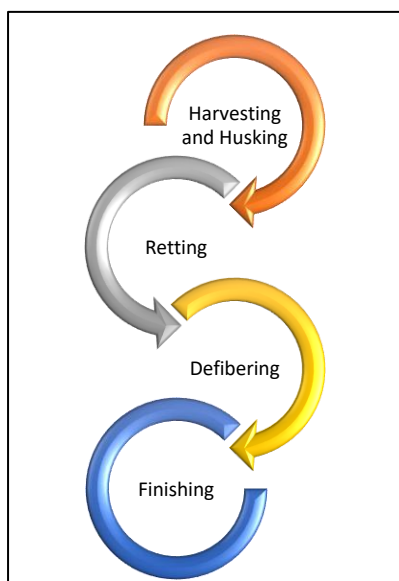 Harvesting
and Husking
Retting
Defibering
Finishing